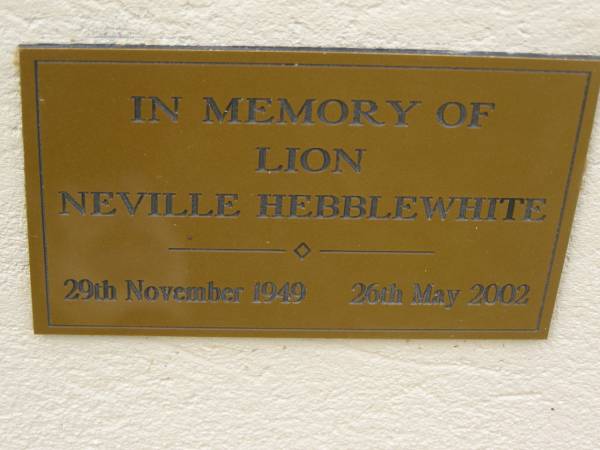 IN MEMORY OF
LION
NEVILLE HEBBLEWHITE
29th November 1949 26th May 2002